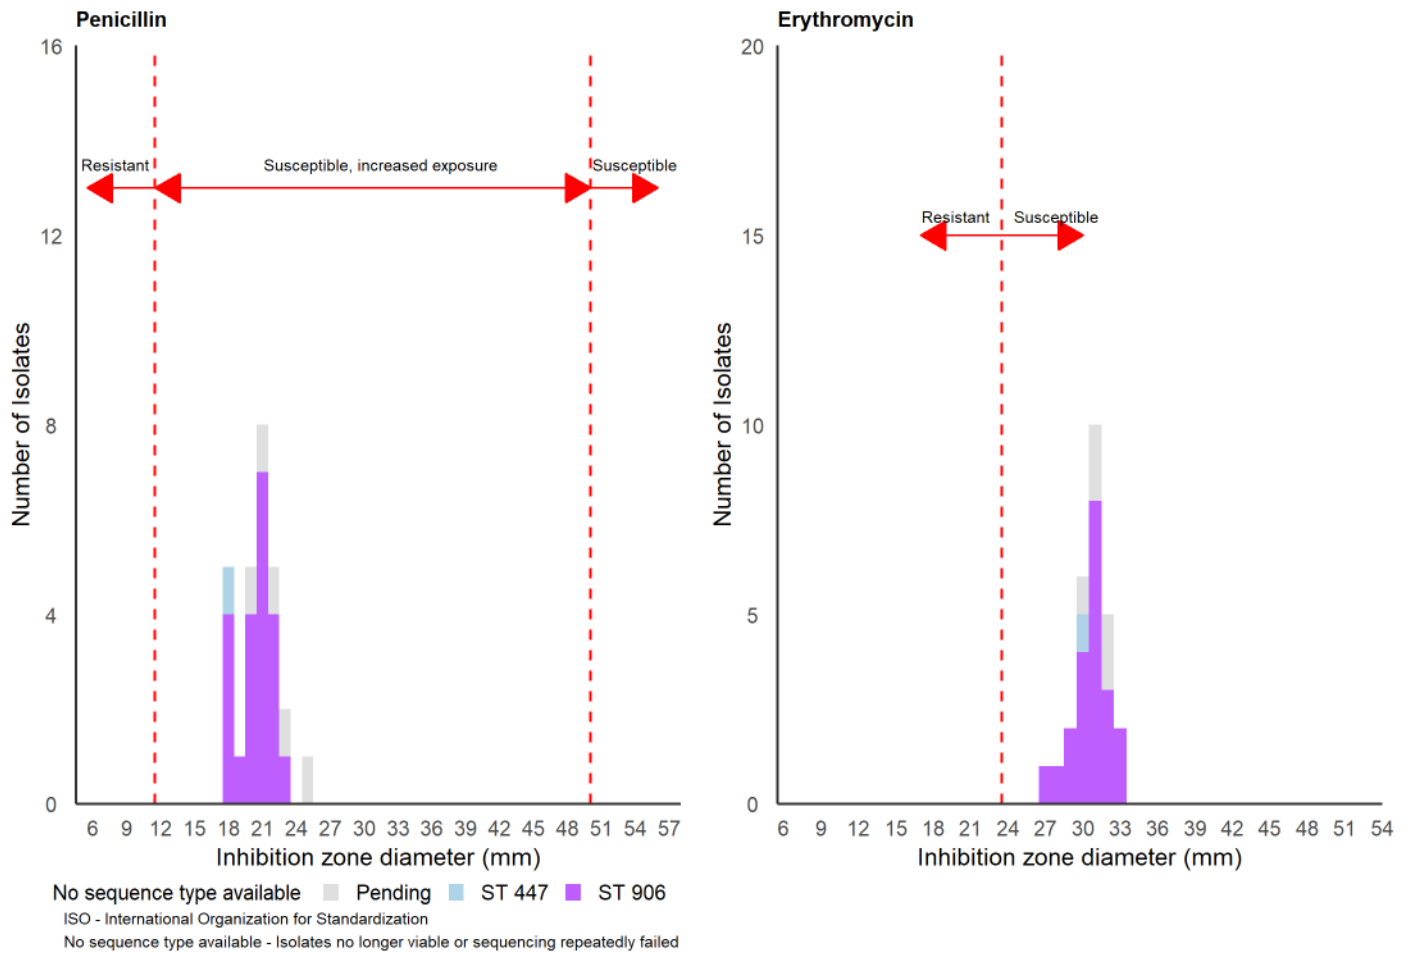 Penicillin
16
12
8
4
0
Number of Isolates
Resistant
Susceptible, increased exposure
Susceptible
6 9 12 15 18 21 24 27 30 33 36 39 42 45 48 51 54 57
Inhibition zone diameter (mm)
Erythromycin
20
15
10
5
0
Number of Isolates
Resistant
Susceptible
6 9 12 15 18 21 24 27 30 33 36 39 42 45 48 51 54
Inhibition zone diameter (mm)
No sequence type available Pending ST 447 ST 906
ISO - International Organization for Standardization
No sequence type available - Isolates no longer viable or sequencing repeatedly failed